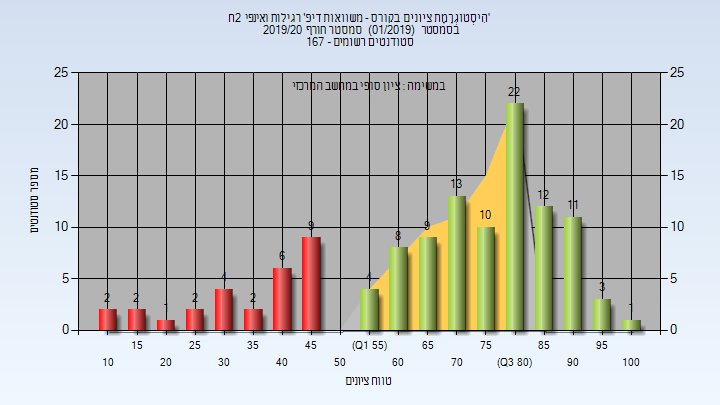 היסטוגרמת ציונים בקורס - משוואות דיפ' רגילות ואינפי 2ח'
בסמסטר (01/2019) סמסטר חורף 2019/20
סטודנטים רשומים - 167
במשימה : ציון סופי במחשב המרכזי
מספר סטודנטים
25 25
20 20
15 15
10 10
5 5
0 0
2 2 1 2 4 2 6 9 4 8 9 13 10 22 12 11 3 1
15 25 35 45 (Q1 55) 65 75 85 95
10 20 30 40 50 60 70 (Q3 80) 90 100
טווח ציונים